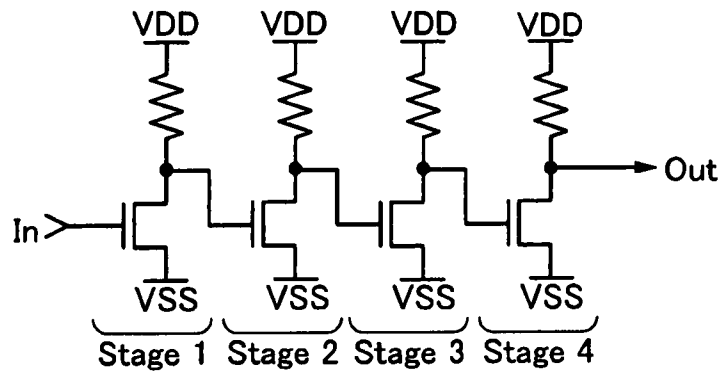 VDD VDD VDD VDD
Out
In
VSS VSS VSS VSS
Stage 1 Stage 2 Stage 3 Stage 4